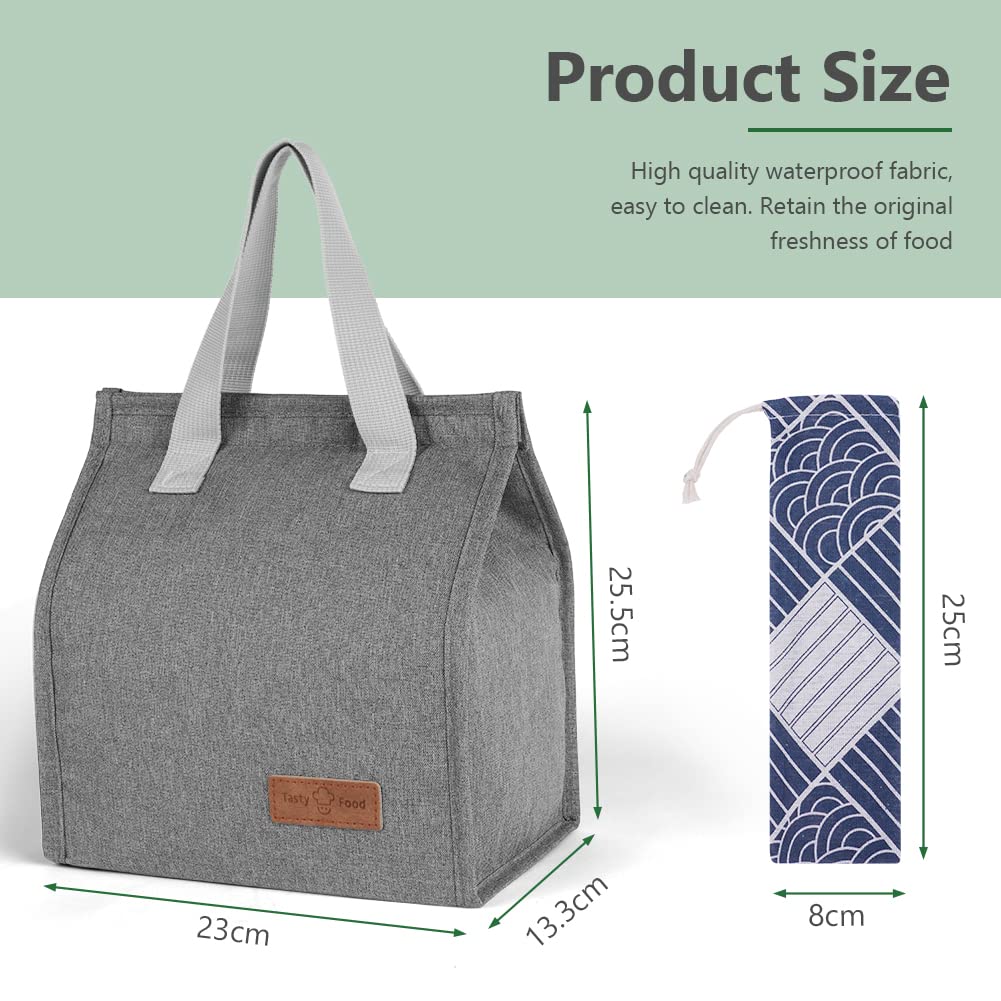 Product Size
High quality waterproof fabric,
easy to clean. Retain the original
freshness of food
25.5cm
25cm
Tasty Food
23cm
13.3cm
8cm